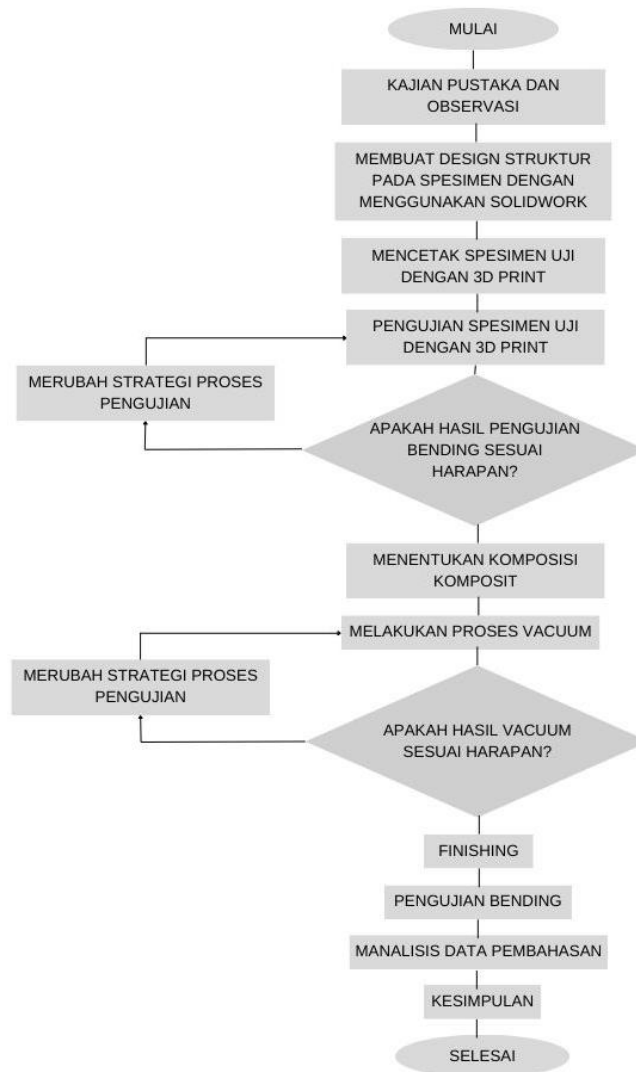 MULAI
KAJIAN PUSTAKA DAN
OBSERVASI
MEMBUAT DESIGN STRUKTUR
PADA SPESIMEN DENGAN
MENGGUNAKAN SOLIDWORK
MENCETAK SPESIMEN UJI
DENGAN 3D PRINT
PENGUJIAN SPESIMEN UJI
DENGAN 3D PRINT
MERUBAH STRATEGI PROSES
PENGUJIAN
APAKAH HASIL PENGUJIAN
BENDING SESUAI
HARAPAN?
MENENTUKAN KOMPOSISI
KOMPOSIT
MELAKUKAN PROSES VACUUM
MERUBAH STRATEGI PROSES
PENGUJIAN
APAKAH HASIL VACUUM
SESUAI HARAPAN?
FINISHING
PENGUJIAN BENDING
MANALISIS DATA PEMBAHASAN
KESIMPULAN
SELESAI